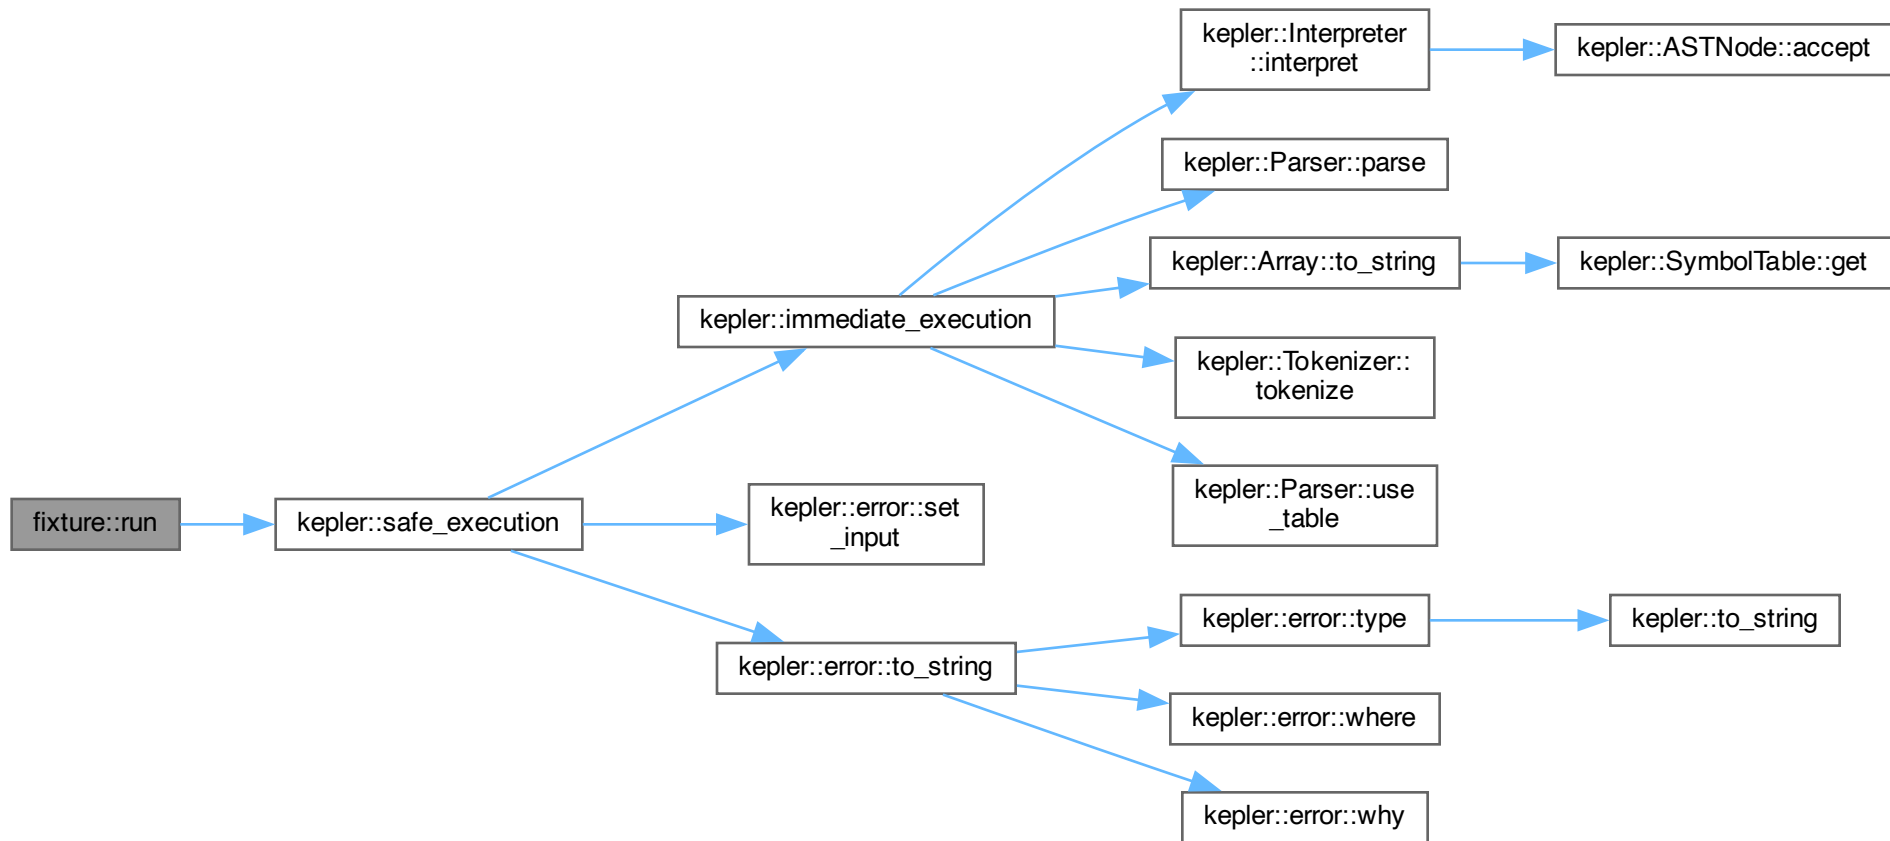 kepler::Interpreter
::interpret
kepler::ASTNode::accept
kepler::Parser::parse
kepler::Array::to_string
kepler::SymbolTable::get
kepler::immediate_execution
kepler::Tokenizer::
tokenize
kepler::Parser::use
_table
fixture::run
kepler::safe_execution
kepler::error::set
_input
kepler::error::type
kepler::to_string
kepler::error::to_string
kepler::error::where
kepler::error::why